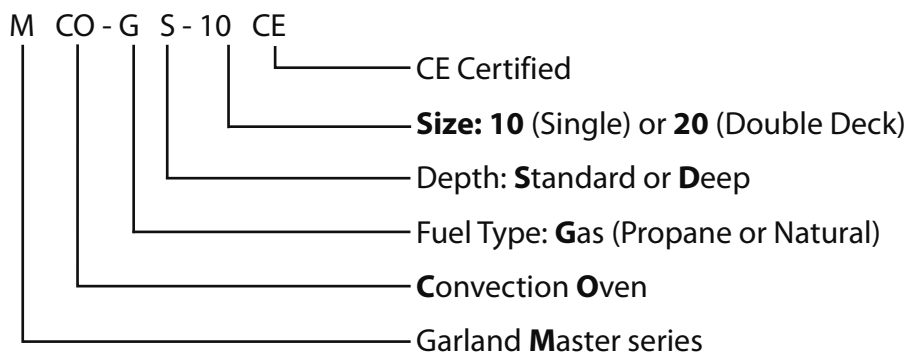 M CO - G S - 10 CE
CE Certified
Size: 10 (Single) or 20 (Double Deck)
Depth: Standard or Deep
Fuel Type: Gas (Propane or Natural)
Convection Oven
Garland Master series